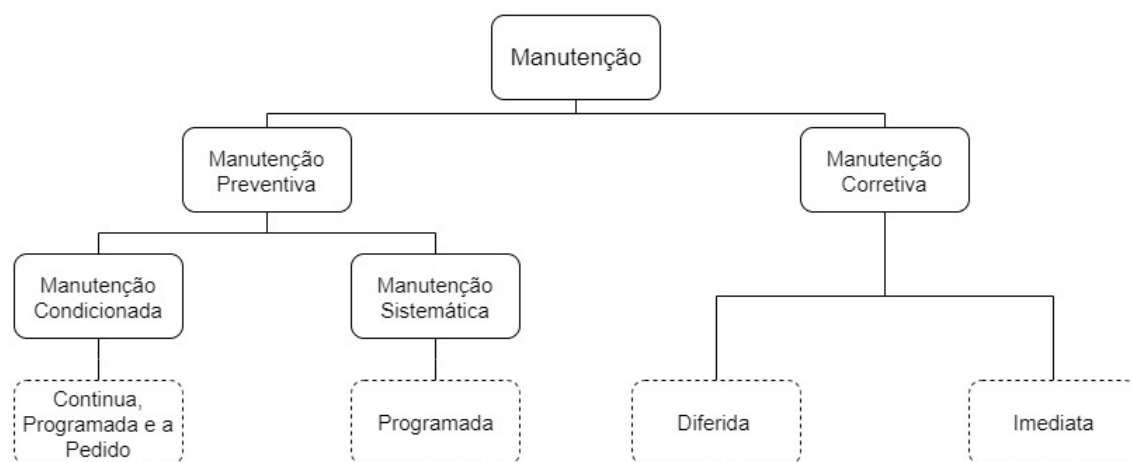 Manutenção
Manutenção
Preventiva
Manutenção
Corretiva
Manutenção
Condicionada
Manutenção
Sistemática
Continua,
Programada e a
Pedido
Programada
Diferida
Imediata